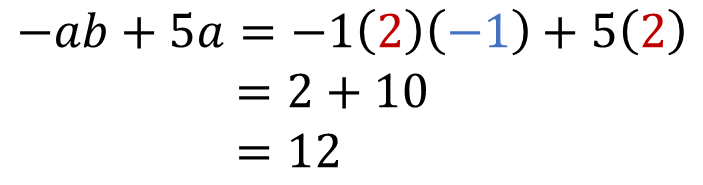 −ab + 5a = −1(2)(−1) + 5(2)
= 2 + 10
= 12